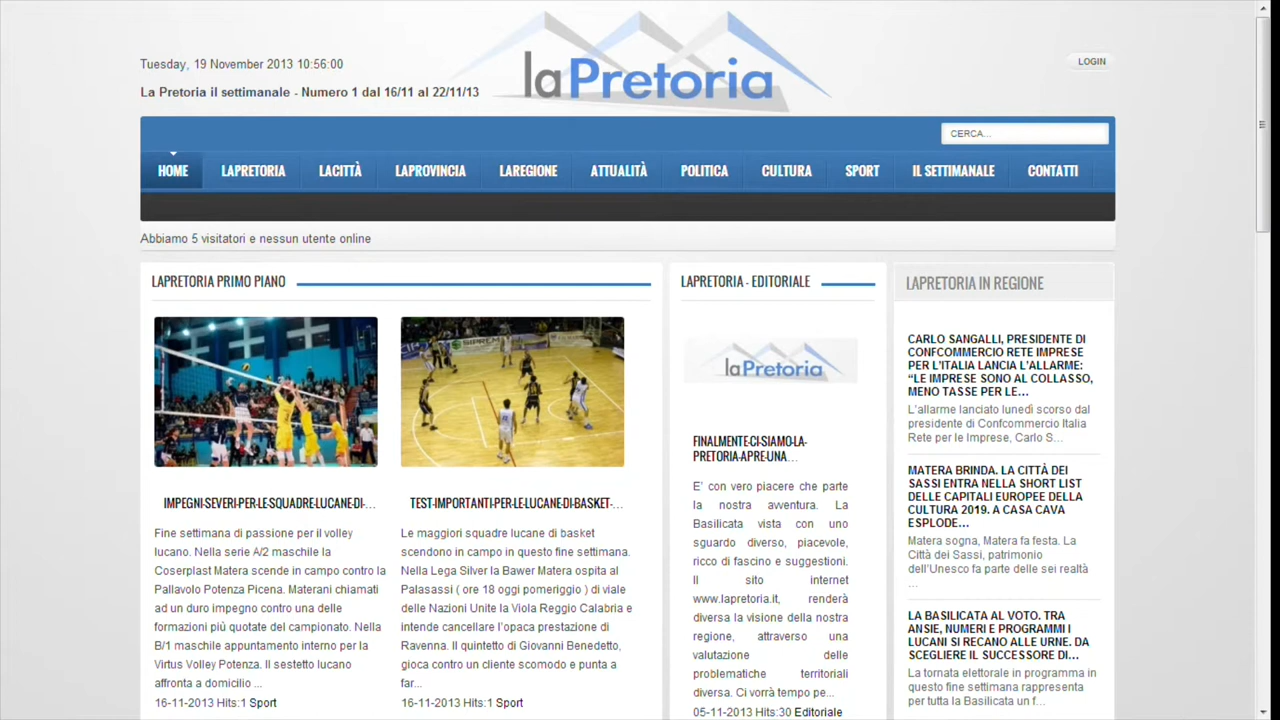 Tuesday, 19 November 2013 10:56:00
La Pretoria il settimanale - Numero 1 dal 16/11 al 22/11/13
laPretoria
LOGIN
CERCA...
HOME
LAPRETORIA
LACITTÀ
LAPROVINCIA
LAREGIONE
ATTUALITÀ
POLITICA
CULTURA
SPORT
IL SETTIMANALE
CONTATTI
Abbiamo 5 visitatori e nessun utente online
LAPRETORIA PRIMO PIANO
IMPEGNI-SEVERI-PER-LE-SQUADRE-LUCANE-DI-...
Fine settimana di passione per il volley
lucano. Nella serie A/2 maschile la
Coserplast Matera scende in campo contro la
Pallavolo Potenza Picena. Materani chiamati
ad un duro impegno contro una delle
formazioni più quotate del campionato. Nella
B/1 maschile appuntamento interno per la
Virtus Volley Potenza. Il sestetto lucano
affronta a domicilio ...
16-11-2013 Hits:1 Sport
TEST-IMPORTANTI-PER-LE-LUCANE-DI-BASKET-...
Le maggiori squadre lucane di basket
scendono in campo in questo fine settimana.
Nella Lega Silver la Bawer Matera ospita al
Palasassi ( ore 18 oggi pomeriggio ) di viale
delle Nazioni Unite la Viola Reggio Calabria e
intende cancellare l'opaca prestazione di
Ravenna. Il quintetto di Giovanni Benedetto,
gioca contro un cliente scomodo e punta a
far...
16-11-2013 Hits:1 Sport
LAPRETORIA - EDITORIALE
laPretoria
FINALMENTE-CI-SIAMO-LA-
PRETORIA-APRE-UNA...
E' con vero piacere che parte
la nostra avventura. La
Basilicata vista con uno
sguardo diverso, piacevole,
ricco di fascino e suggestioni.
Il sito internet
www.lapretoria.it, renderà
diversa la visione della nostra
regione, attraverso una
valutazione delle
problematiche territoriali
diversa. Ci vorrà tempo pe...
05-11-2013 Hits:30 Editoriale
LAPRETORIA IN REGIONE
CARLO SANGALLI, PRESIDENTE DI
CONFCOMMERCIO RETE IMPRESE
PER L'ITALIA LANCIA L'ALLARME:
“LE IMPRESE SONO AL COLLASSO,
MENO TASSE PER LE...
L'allarme lanciato lunedì scorso dal
presidente di Confcommercio Italia
Rete per le Imprese, Carlo S...
MATERA BRINDA. LA CITTÀ DEI
SASSI ENTRA NELLA SHORT LIST
DELLE CAPITALI EUROPEE DELLA
CULTURA 2019. A CASA CAVA
ESPLODE...
Matera sogna, Matera fa festa. La
Città dei Sassi, patrimonio
dell'Unesco fa parte delle sei realtà
...
LA BASILICATA AL VOTO. TRA
ANSIE, NUMERI E PROGRAMMI I
LUCANI SI RECANO ALLE URNE. DA
SCEGLIERE IL SUCCESSORE DI...
La tornata elettorale in programma in
questo fine settimana rappresenta
per tutta la Basilicata un f...